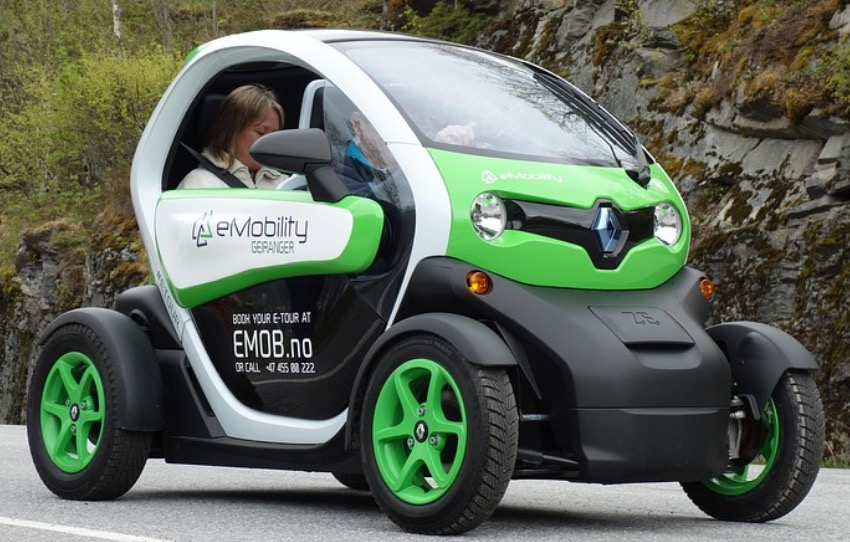 eMobility
eMobility
GEIRANGER
BOOK YOUR E-TOUR AT
EMOB.no
OR CALL +47 455 00 222
Z.E.